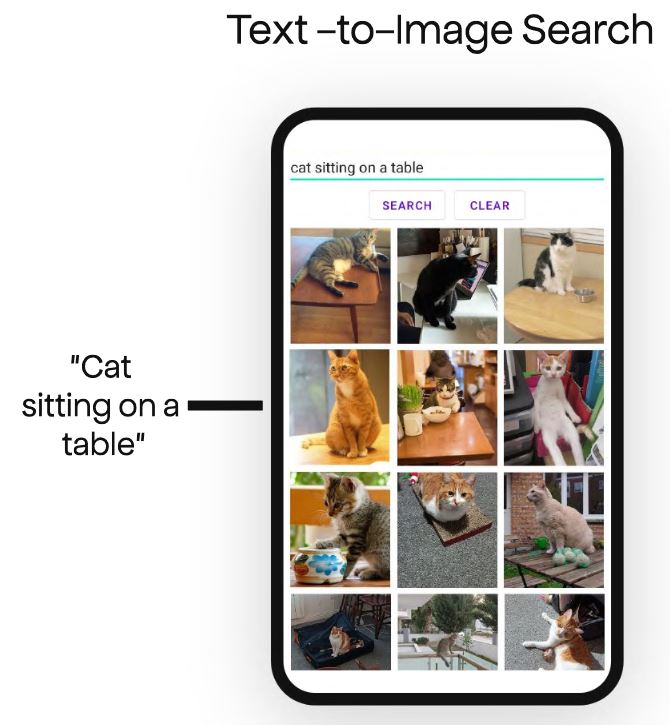 Text –to–Image Search
cat sitting on a table
SEARCH CLEAR
"Cat
sitting on a
table"